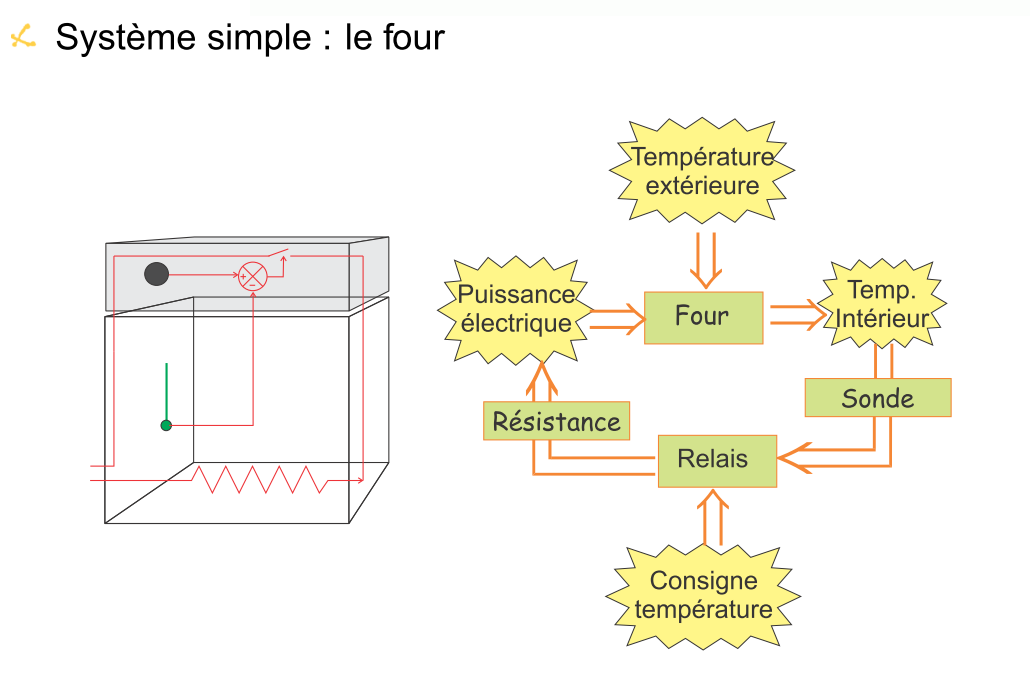 Système simple : le four
Température
extérieure
Puissance
électrique
Four
Temp.
Intérieur
Sonde
Résistance
Relais
Consigne
température
+
−